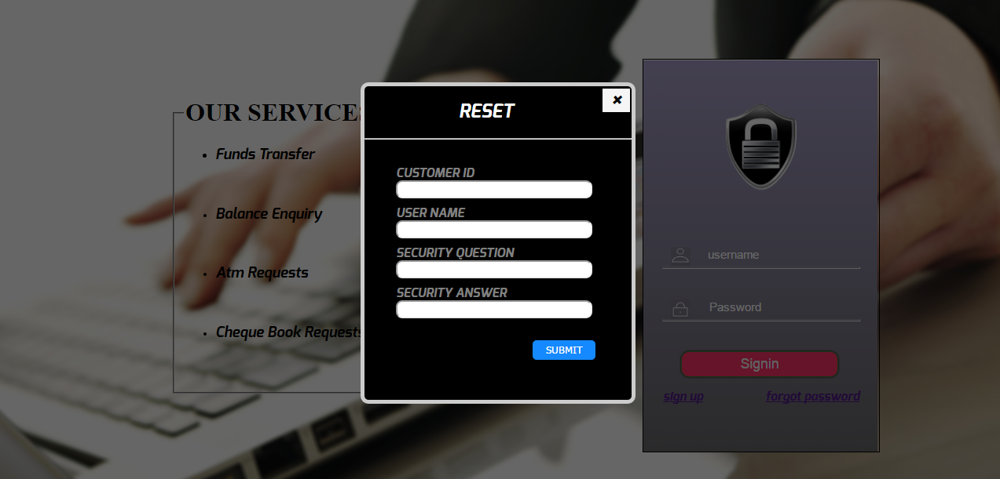 OUR SERVICES
Funds Transfer
Balance Enquiry
Atm Requests
Cheque Book Requests
RESET
✖
CUSTOMER ID
USER NAME
SECURITY QUESTION
SECURITY ANSWER
SUBMIT
username
Password
Signin
sign up
forgot password